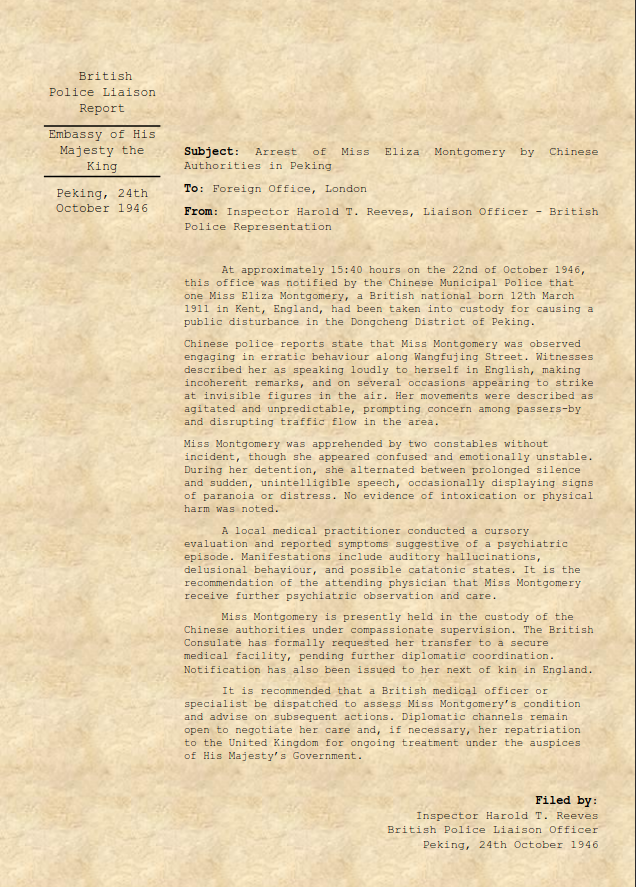 British
Police Liaison
Report
Embassy of His
Majesty the
King
Peking, 24th
October 1946
Subject: Arrest of Miss Eliza Montgomery by Chinese
Authorities in Peking
To: Foreign Office, London
From: Inspector Harold T. Reeves, Liaison Officer – British
Police Representation
At approximately 15:40 hours on the 22nd of October 1946,
this office was notified by the Chinese Municipal Police that
one Miss Eliza Montgomery, a British national born 12th March
1911 in Kent, England, had been taken into custody for causing a
public disturbance in the Dongcheng District of Peking.
Chinese police reports state that Miss Montgomery was observed
engaging in erratic behaviour along Wangfujing Street. Witnesses
described her as speaking loudly to herself in English, making
incoherent remarks, and on several occasions appearing to strike
at invisible figures in the air. Her movements were described as
agitated and unpredictable, prompting concern among passers-by
and disrupting traffic flow in the area.
Miss Montgomery was apprehended by two constables without
incident, though she appeared confused and emotionally unstable.
During her detention, she alternated between prolonged silence
and sudden, unintelligible speech, occasionally displaying signs
of paranoia or distress. No evidence of intoxication or physical
harm was noted.
A local medical practitioner conducted a cursory
evaluation and reported symptoms suggestive of a psychiatric
episode. Manifestations include auditory hallucinations,
delusional behaviour, and possible catatonic states. It is the
recommendation of the attending physician that Miss Montgomery
receive further psychiatric observation and care.
Miss Montgomery is presently held in the custody of the
Chinese authorities under compassionate supervision. The British
Consulate has formally requested her transfer to a secure
medical facility, pending further diplomatic coordination.
Notification has also been issued to her next of kin in England.
It is recommended that a British medical officer or
specialist be dispatched to assess Miss Montgomery's condition
and advise on subsequent actions. Diplomatic channels remain
open to negotiate her care and, if necessary, her repatriation
to the United Kingdom for ongoing treatment under the auspices
of His Majesty's Government.
Filed by:
Inspector Harold T. Reeves
British Police Liaison Officer
Peking, 24th October 1946